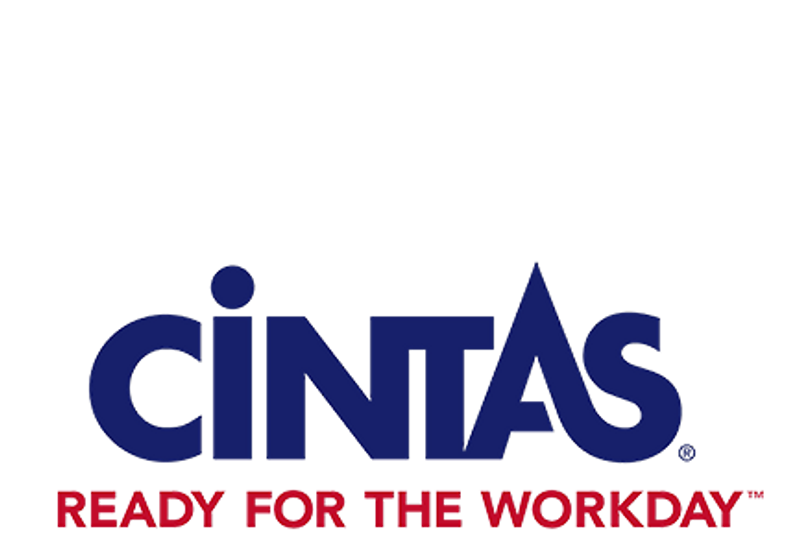 CiNTAS®
READY FOR THE WORKDAY™